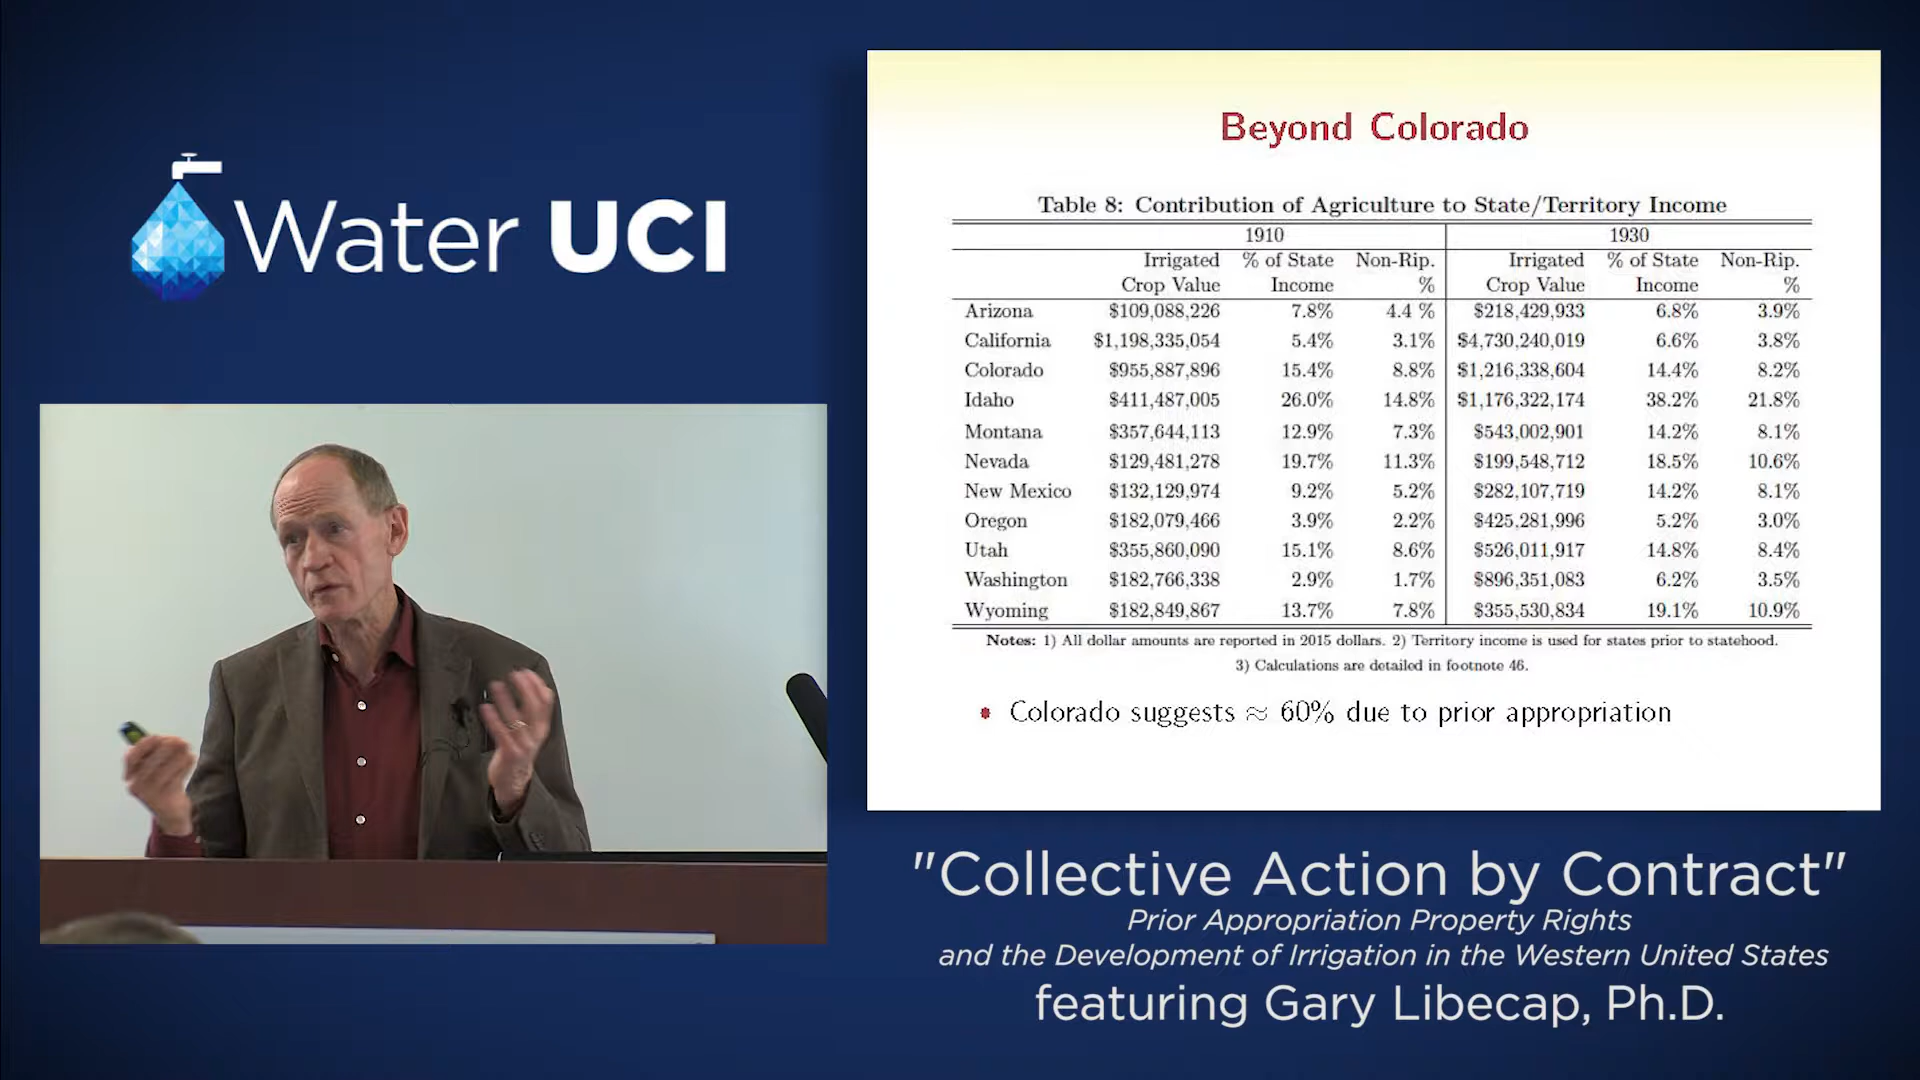 Water UCI
Beyond Colorado
Table 8: Contribution of Agriculture to State/Territory Income
1910 1930
Irrigated % of State Non-Rip. Irrigated % of State Non-Rip.
Crop Value Income % Crop Value Income %
Arizona $109,088,226 7.8% 4.4 % $218,429,933 6.8% 3.9%
California $1,198,335,054 5.4% 3.1% $4,730,240,019 6.6% 3.8%
Colorado $955,887,896 15.4% 8.8% $1,216,338,604 14.4% 8.2%
Idaho $411,487,005 26.0% 14.8% $1,176,322,174 38.2% 21.8%
Montana $357,644,113 12.9% 7.3% $543,002,901 14.2% 8.1%
Nevada $129,481,278 19.7% 11.3% $199,548,712 18.5% 10.6%
New Mexico $132,129,974 9.2% 5.2% $282,107,719 14.2% 8.1%
Oregon $182,079,466 3.9% 2.2% $425,281,996 5.2% 3.0%
Utah $355,860,090 15.1% 8.6% $526,011,917 14.8% 8.4%
Washington $182,766,338 2.9% 1.7% $896,351,083 6.2% 3.5%
Wyoming $182,849,867 13.7% 7.8% $355,530,834 19.1% 10.9%
Notes: 1) All dollar amounts are reported in 2015 dollars. 2) Territory income is used for states prior to statehood.
3) Calculations are detailed in footnote 46.
• Colorado suggests ≈ 60% due to prior appropriation
"Collective Action by Contract"
Prior Appropriation Property Rights
and the Development of Irrigation in the Western United States
featuring Gary Libecap, Ph.D.